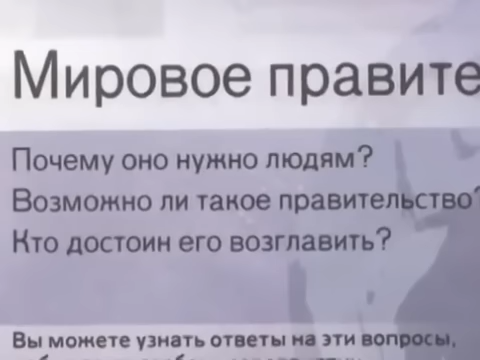 Мировое правите
Почему оно нужно людям?
Возможно ли такое правительство?
Кто достоин его возглавить?
Вы можете узнать ответы на эти вопросы,